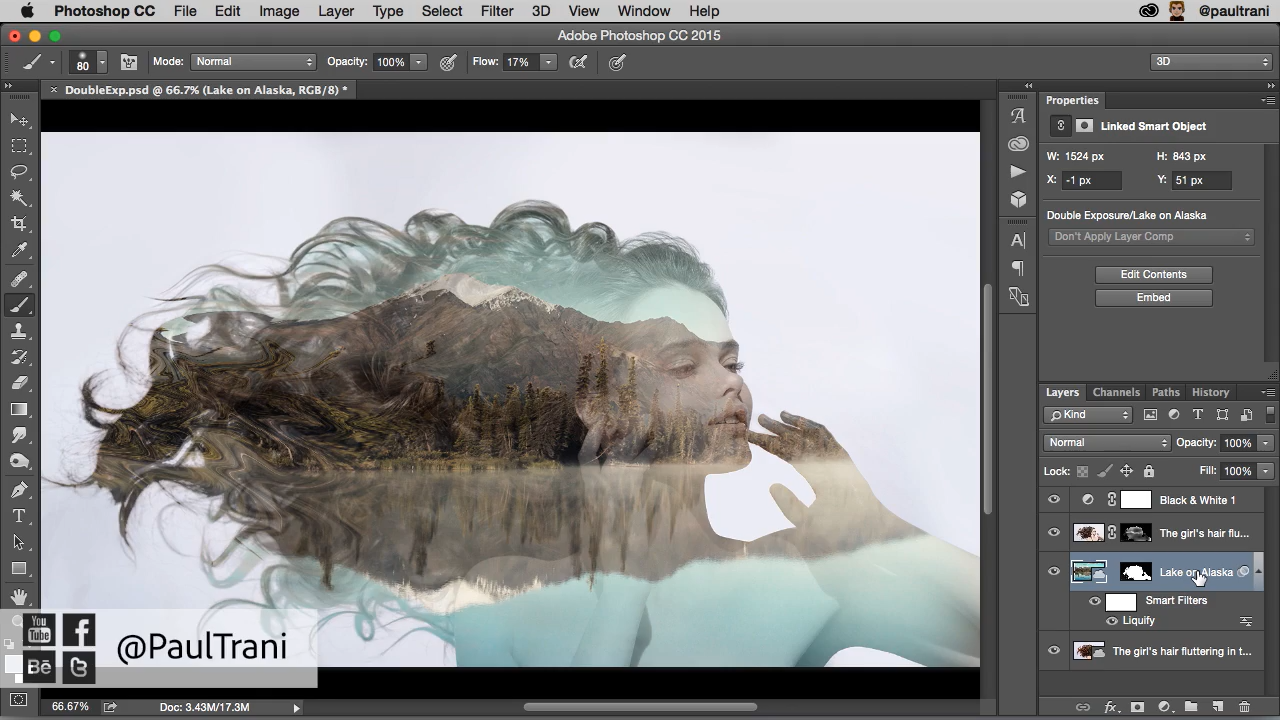 Photoshop CC File Edit Image Layer Type Select Filter 3D View Window Help @paultrani
Adobe Photoshop CC 2015
80 Mode: Normal Opacity: 100% Flow: 17% 3D
× DoubleExp.psd @ 66.7% (Lake on Alaska, RGB/8) *
Properties
Linked Smart Object
W: 1524 px H: 843 px
X: -1 px Y: 51 px
Double Exposure/Lake on Alaska
Don't Apply Layer Comp
Edit Contents
Embed
Layers Channels Paths History
Kind
Normal Opacity: 100%
Lock: Fill: 100%
Black & White 1
The girl's hair flu...
Lake on Alaska
Smart Filters
Liquify
The girl's hair fluttering in t...
You Tube f
Bē t
@PaulTrani
66.67% Doc: 3.43M/17.3M